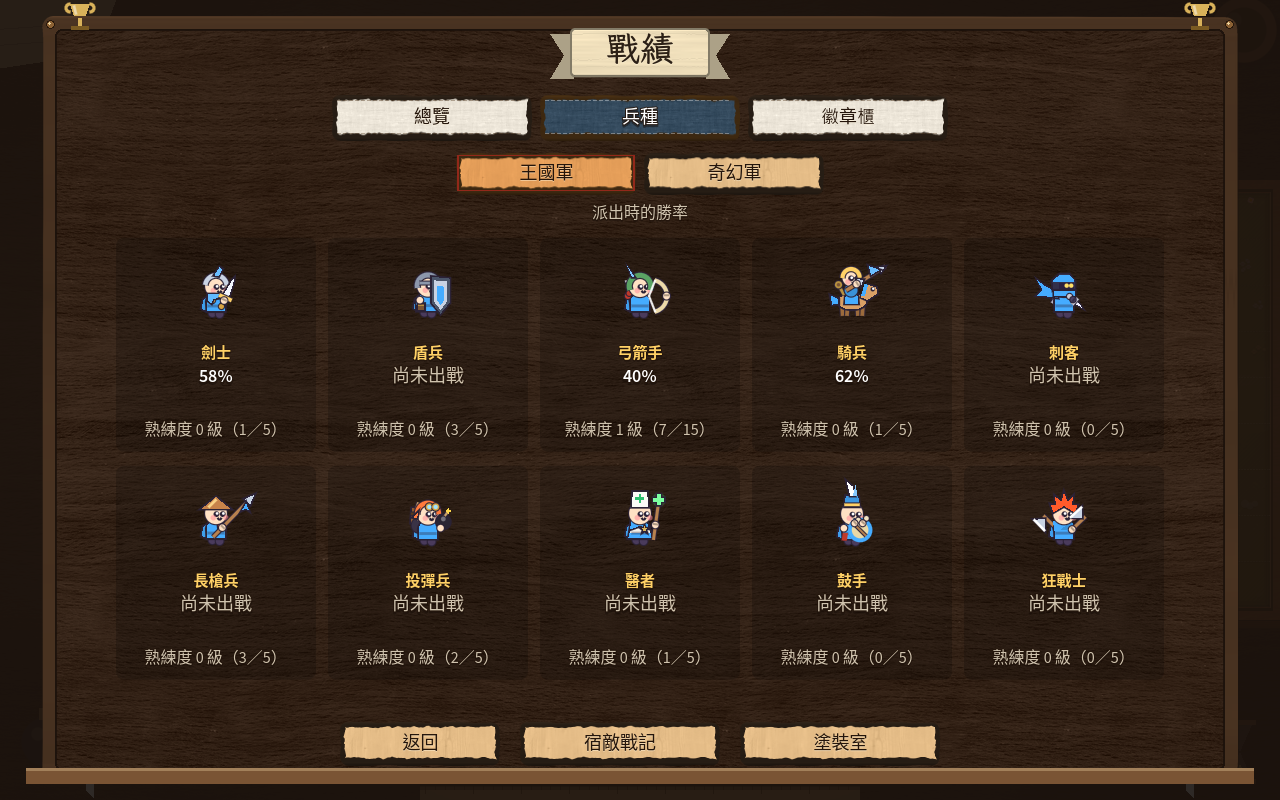 戰績
總覽
兵種
徽章櫃
王國軍
奇幻軍
派出時的勝率
劍士
58%
熟練度 0 級（1／5）
盾兵
尚未出戰
熟練度 0 級（3／5）
弓箭手
40%
熟練度 1 級（7／15）
騎兵
62%
熟練度 0 級（1／5）
刺客
尚未出戰
熟練度 0 級（0／5）
長槍兵
尚未出戰
熟練度 0 級（3／5）
投彈兵
尚未出戰
熟練度 0 級（2／5）
醫者
尚未出戰
熟練度 0 級（1／5）
鼓手
尚未出戰
熟練度 0 級（0／5）
狂戰士
尚未出戰
熟練度 0 級（0／5）
返回
宿敵戰記
塗裝室